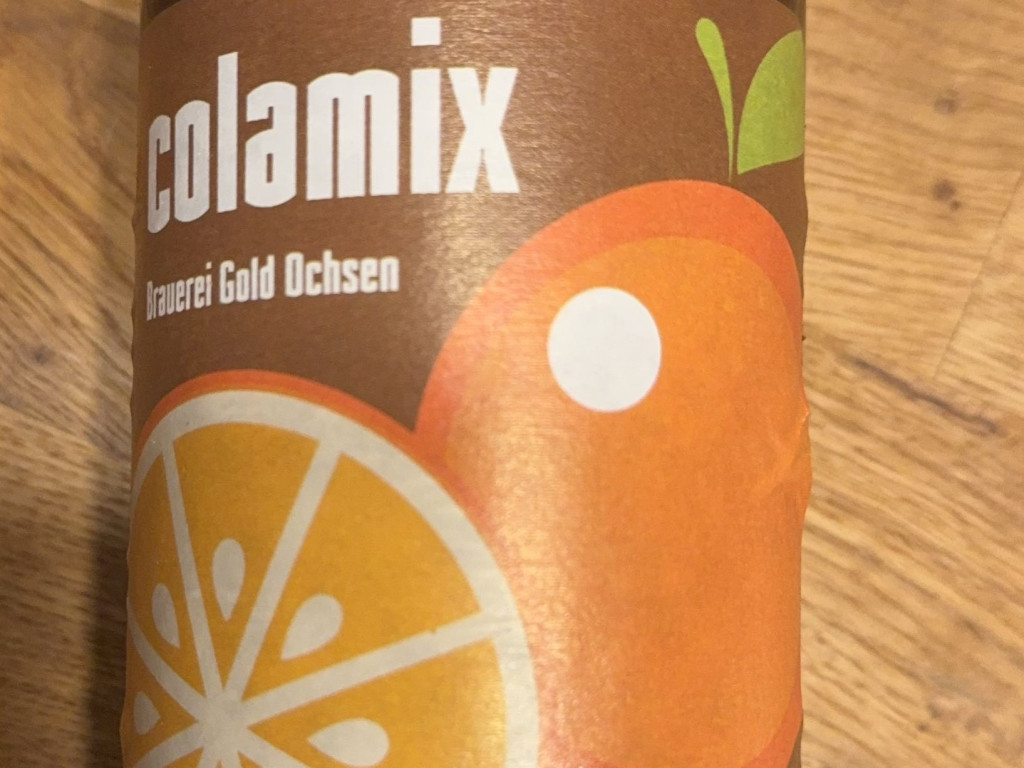 colamix
Brauerei Gold Ochsen